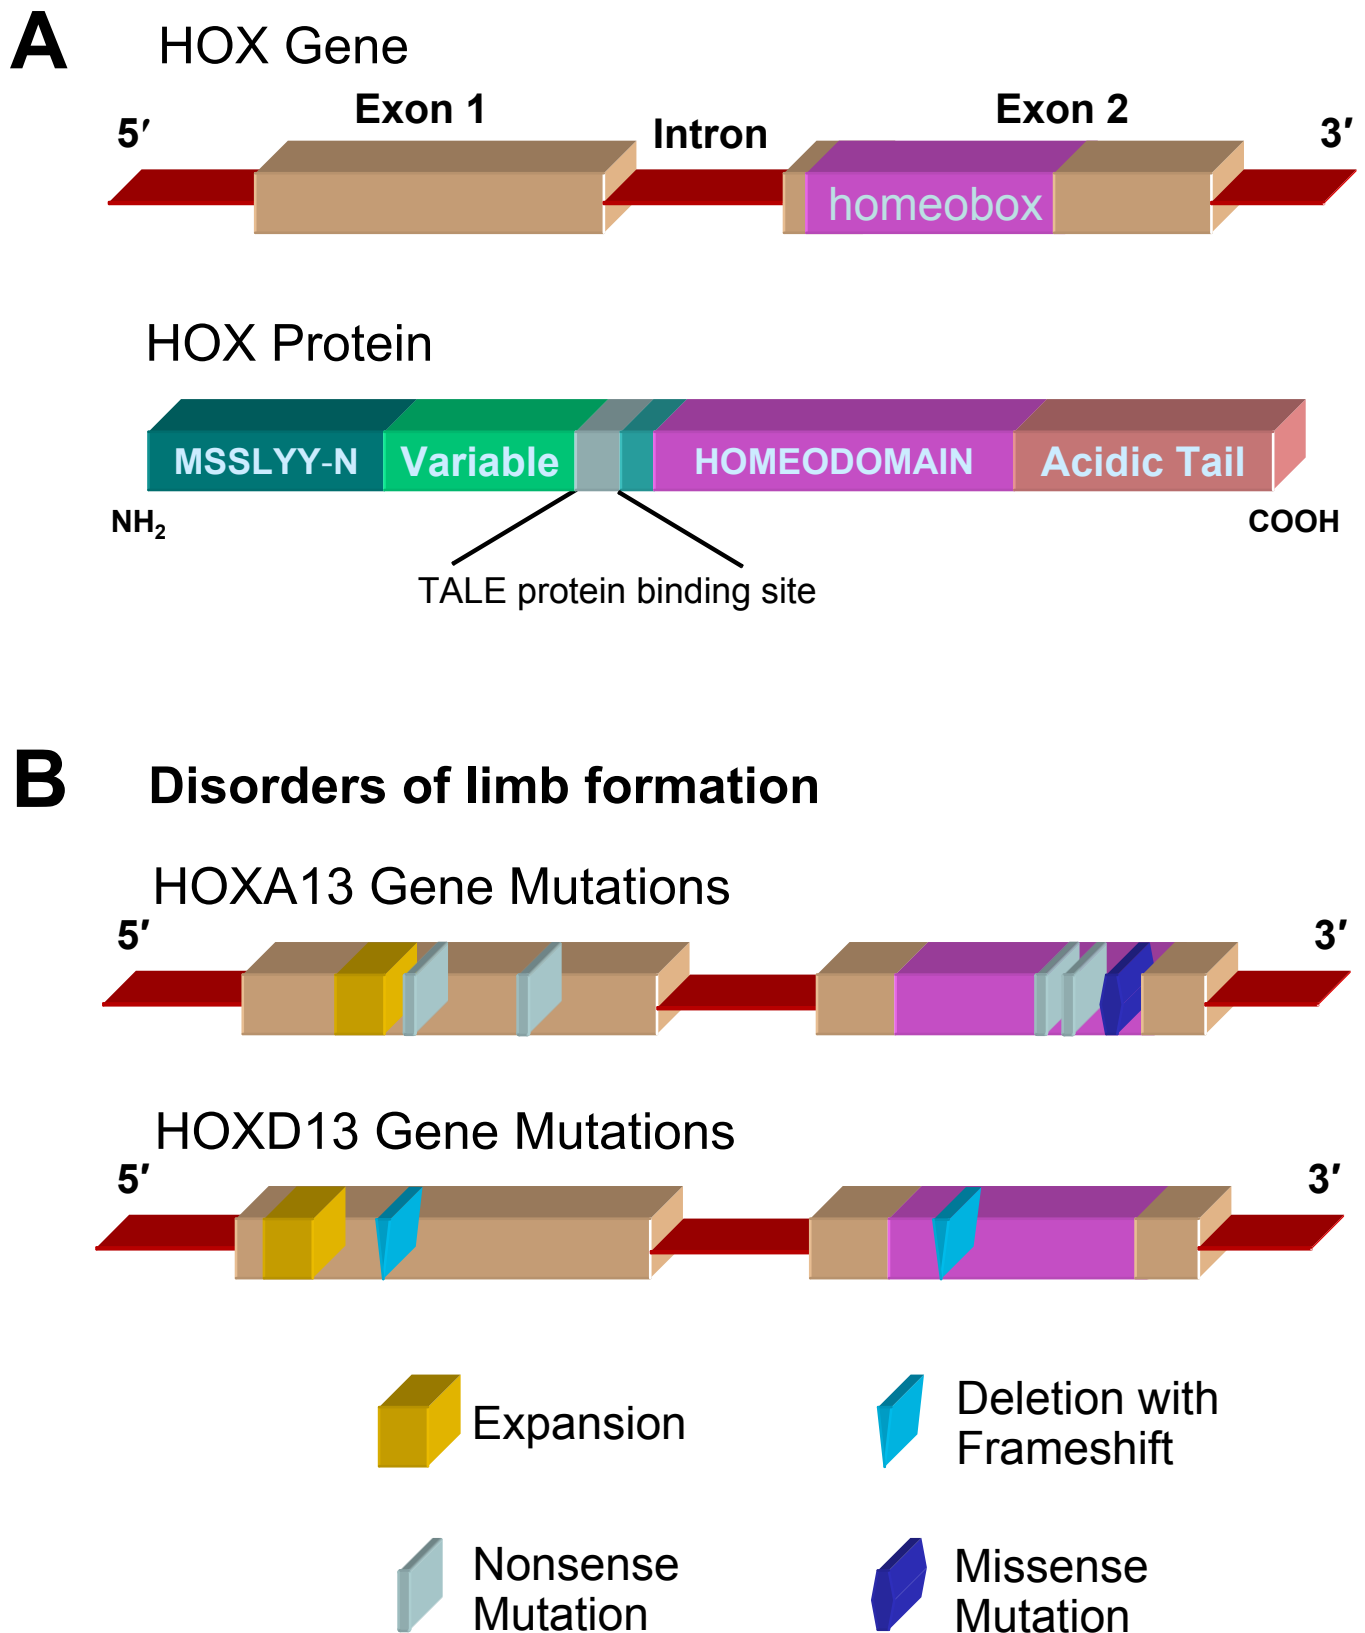 A
HOX Gene
5′
Exon 1
Intron
Exon 2
3′
homeobox
HOX Protein
MSSLYY-N
Variable
HOMEODOMAIN
Acidic Tail
NH2
COOH
TALE protein binding site
B
Disorders of limb formation
HOXA13 Gene Mutations
5′
3′
HOXD13 Gene Mutations
5′
3′
Expansion
Deletion with
Frameshift
Nonsense
Mutation
Missense
Mutation